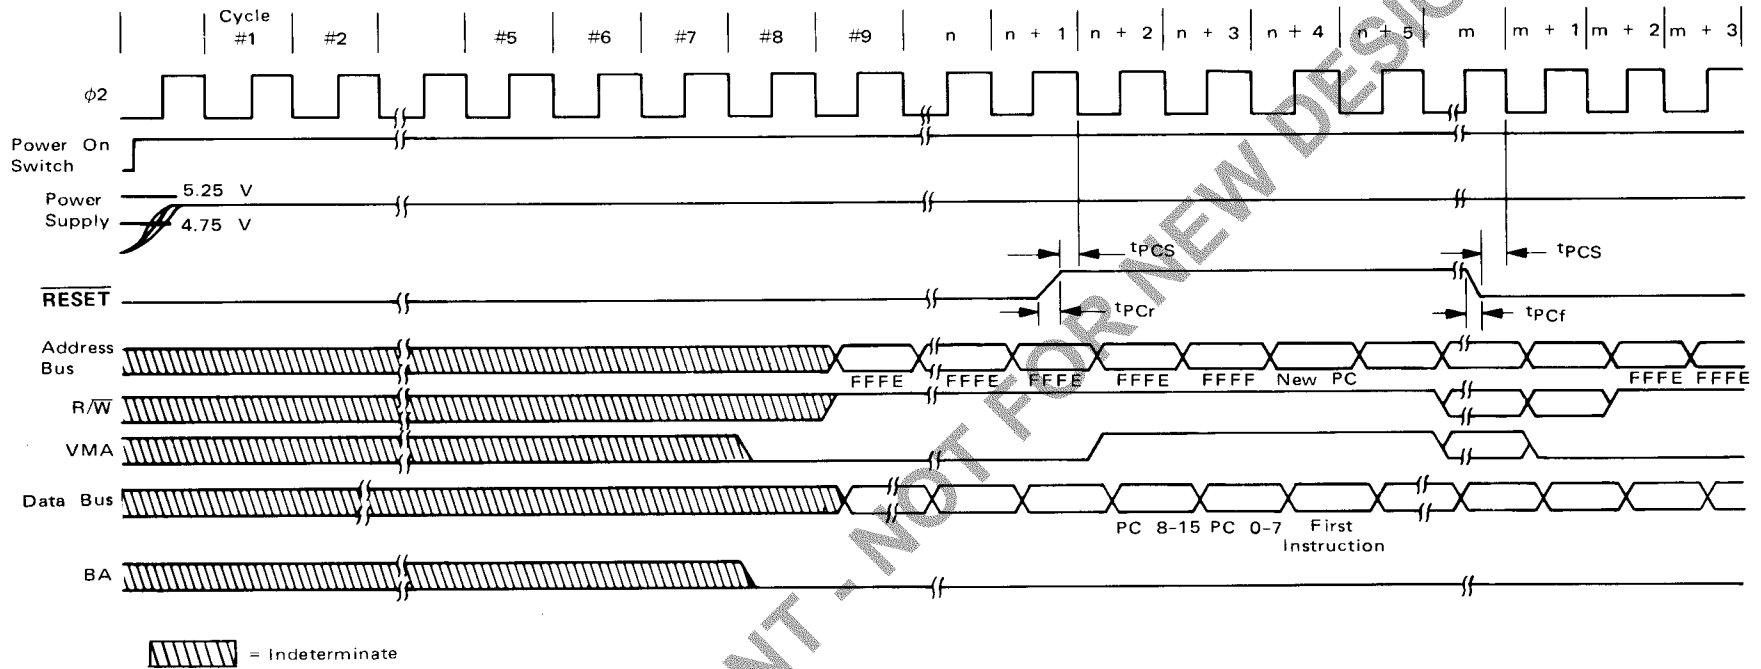 Cycle
#1 #2 #5 #6 #7 #8 #9 n n + 1 n + 2 n + 3 n + 4 n + 5 m m + 1 m + 2 m + 3
φ2
Power On
Switch
5.25 V
Power
Supply
4.75 V
tPCS tPCS
RESET
tPCr tPCf
Address
Bus
FFFE FFFE FFFE FFFE FFFF New PC FFFE FFFE
R/W
VMA
Data Bus
PC 8-15 PC 0-7 First
Instruction
BA
= Indeterminate
NT - NOT FOR NEW DESIG